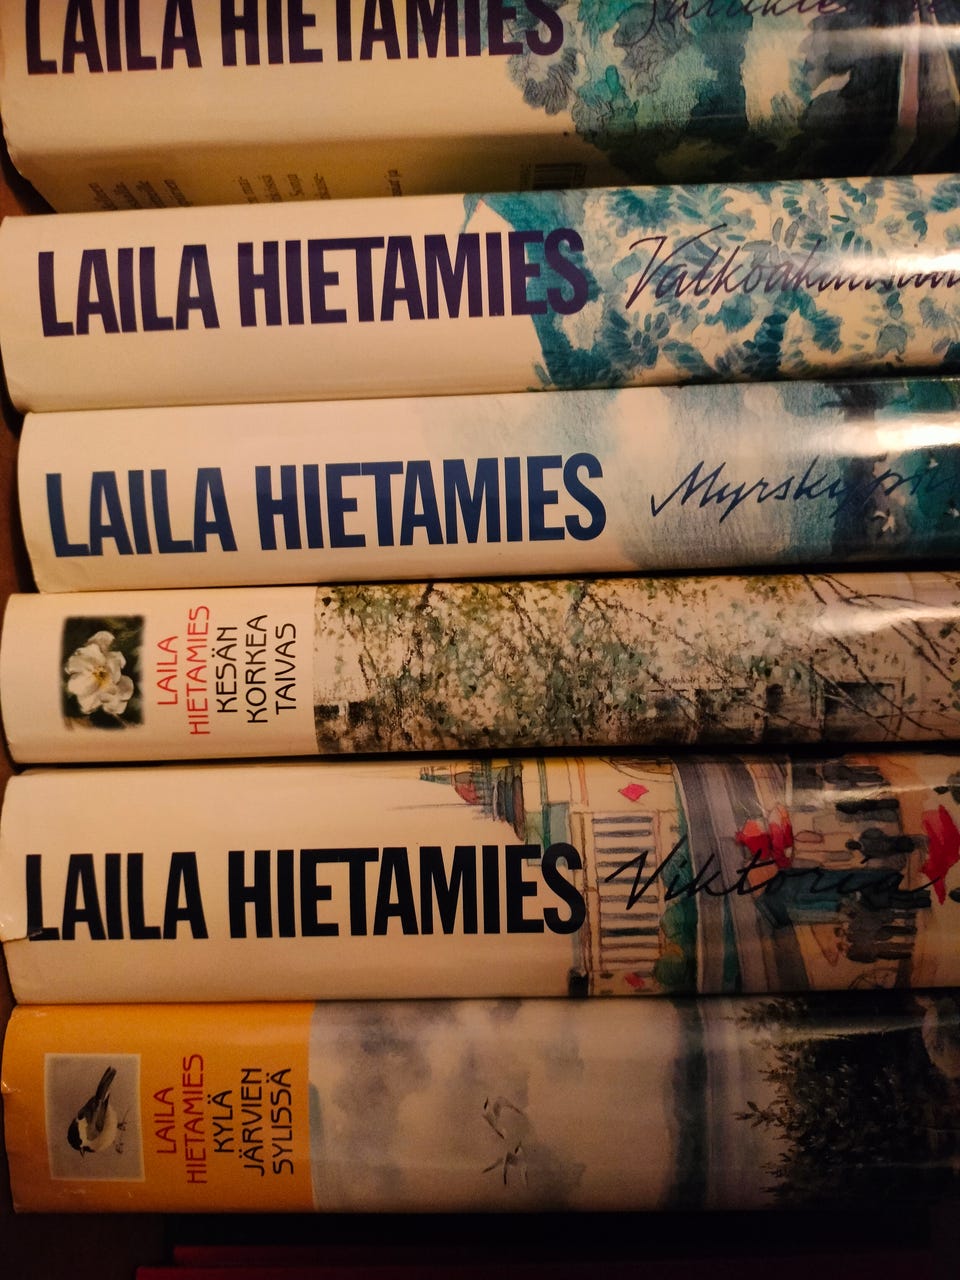 LAILA HIETAMIES
LAILA HIETAMIES
LAILA HIETAMIES
LAILA
HIETAMIES
KESÄN
KORKEA
TAIVAS
LAILA HIETAMIES Viktoria
LAILA
HIETAMIES
KYLÄ
JÄRVIEN
SYLISSÄ